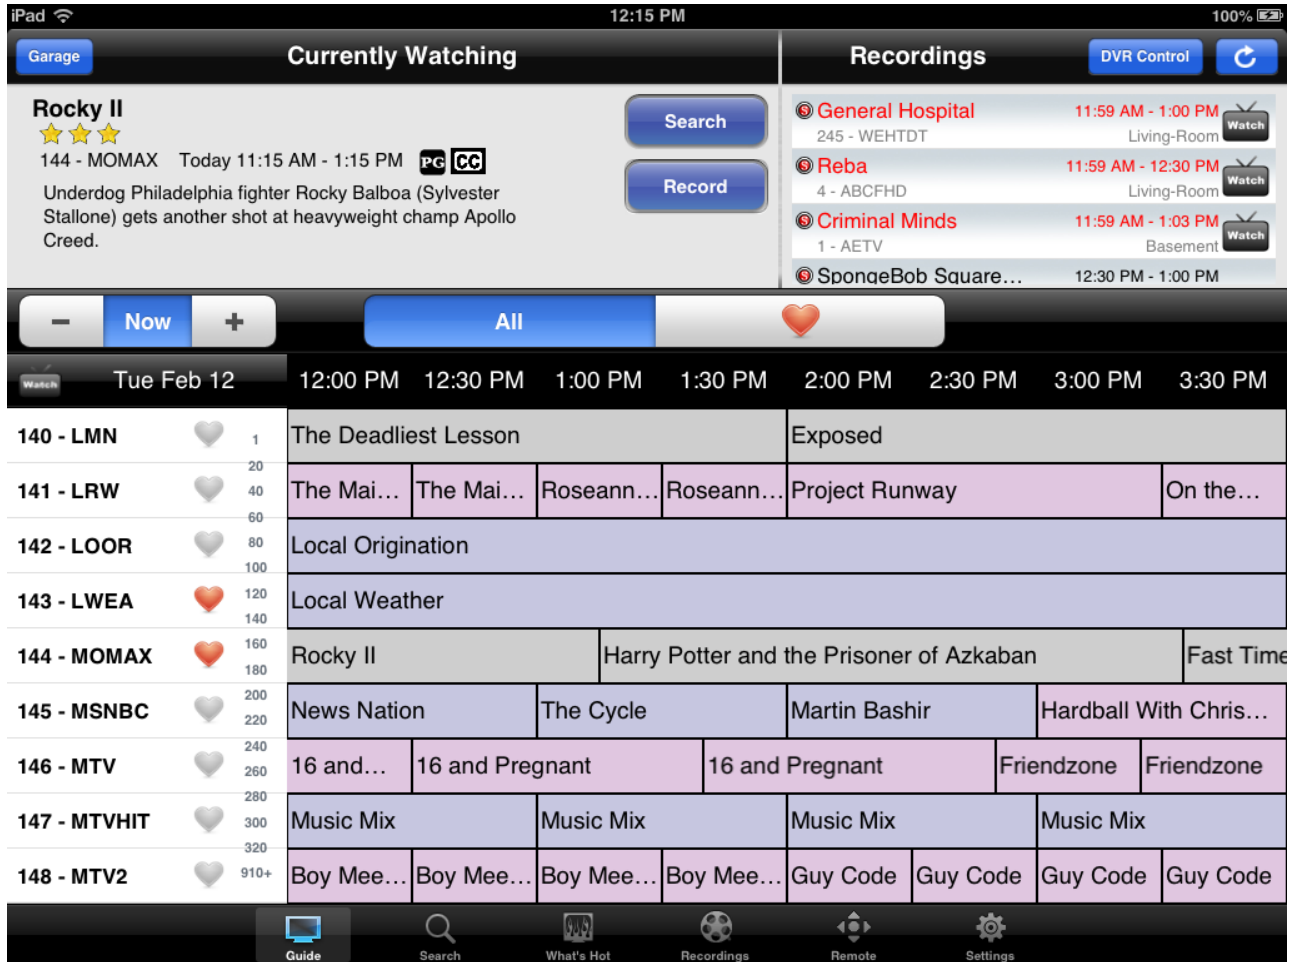 iPad 12:15 PM 100%
Garage Currently Watching Recordings DVR Control
Rocky II
144 - MOMAX Today 11:15 AM - 1:15 PM PG CC
Underdog Philadelphia fighter Rocky Balboa (Sylvester
Stallone) gets another shot at heavyweight champ Apollo
Creed.
Search
Record
S General Hospital 11:59 AM - 1:00 PM Watch
245 - WEHTDT Living-Room
S Reba 11:59 AM - 12:30 PM Watch
4 - ABCFHD Living-Room
S Criminal Minds 11:59 AM - 1:03 PM Watch
1 - AETV Basement
S SpongeBob Square... 12:30 PM - 1:00 PM
− Now + All
Watch Tue Feb 12 12:00 PM 12:30 PM 1:00 PM 1:30 PM 2:00 PM 2:30 PM 3:00 PM 3:30 PM
140 - LMN The Deadliest Lesson Exposed
141 - LRW The Mai... The Mai... Roseann... Roseann... Project Runway On the...
142 - LOOR Local Origination
143 - LWEA Local Weather
144 - MOMAX Rocky II Harry Potter and the Prisoner of Azkaban Fast Time
145 - MSNBC News Nation The Cycle Martin Bashir Hardball With Chris...
146 - MTV 16 and... 16 and Pregnant 16 and Pregnant Friendzone Friendzone
147 - MTVHIT Music Mix Music Mix Music Mix Music Mix
148 - MTV2 Boy Mee... Boy Mee... Boy Mee... Boy Mee... Guy Code Guy Code Guy Code Guy Code
1
20
40
60
80
100
120
140
160
180
200
220
240
260
280
300
320
910+
Guide Search What's Hot Recordings Remote Settings